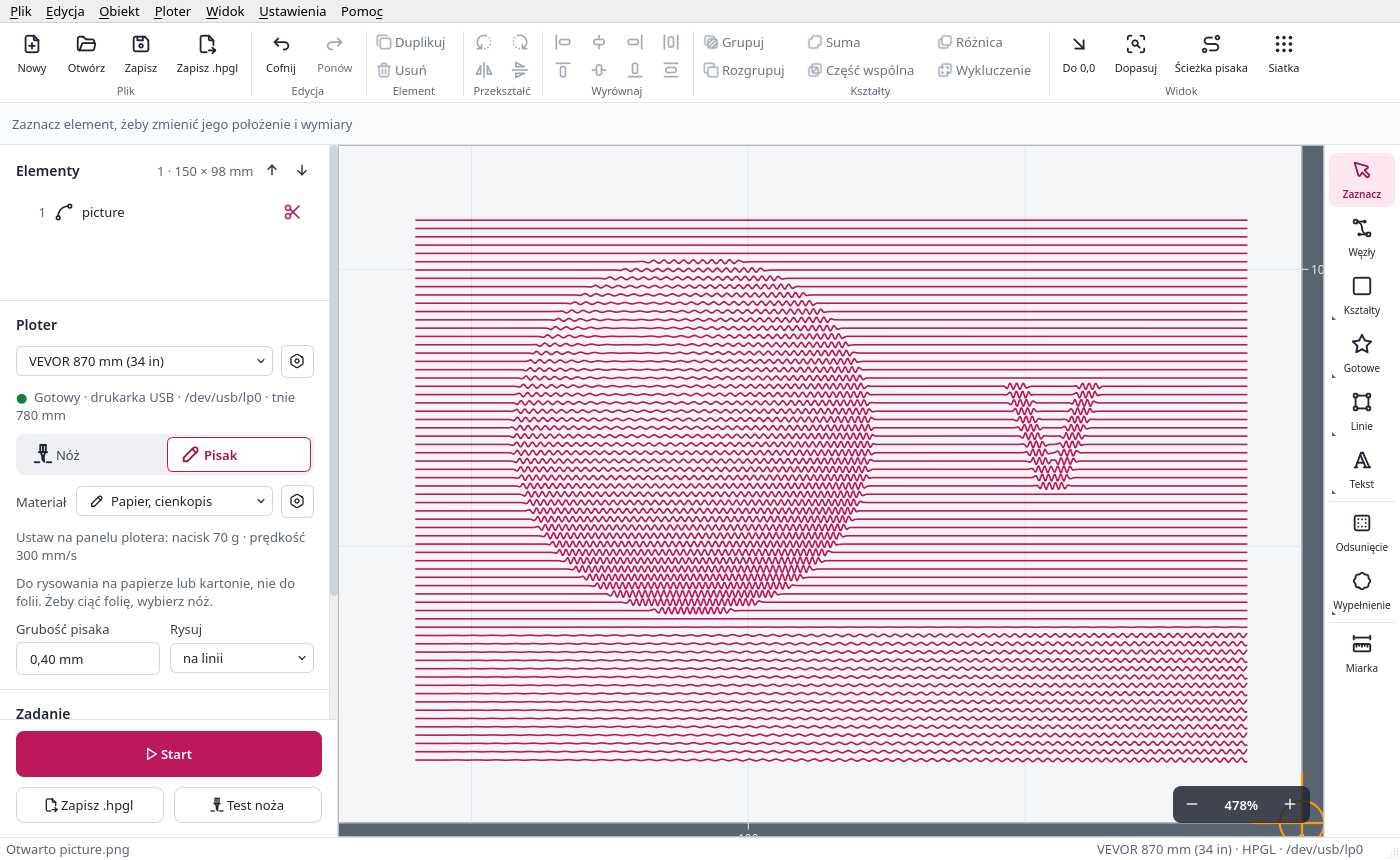 Plik Edycja Obiekt Ploter Widok Ustawienia Pomoc
Nowy Otwórz Zapisz Zapisz .hpgl
Plik
Cofnij Ponów
Edycja
Duplikuj
Usuń
Element
Przekształć
Wyrównaj
Grupuj Suma Różnica
Rozgrupuj Część wspólna Wykluczenie
Kształty
Do 0,0 Dopasuj Ścieżka pisaka Siatka
Widok
Zaznacz element, żeby zmienić jego położenie i wymiary
Elementy 1 · 150 × 98 mm
1 picture
Ploter
VEVOR 870 mm (34 in)
Gotowy · drukarka USB · /dev/usb/lp0 · tnie
780 mm
Nóż Pisak
Materiał Papier, cienkopis
Ustaw na panelu plotera: nacisk 70 g · prędkość
300 mm/s
Do rysowania na papierze lub kartonie, nie do
folii. Żeby ciąć folię, wybierz nóż.
Grubość pisaka Rysuj
0,40 mm na linii
Zadanie
Start
Zapisz .hpgl Test noża
Zaznacz
Węzły
Kształty
Gotowe
Linie
Tekst
Odsunięcie
Wypełnienie
Miarka
478%
Otwarto picture.png
VEVOR 870 mm (34 in) · HPGL · /dev/usb/lp0